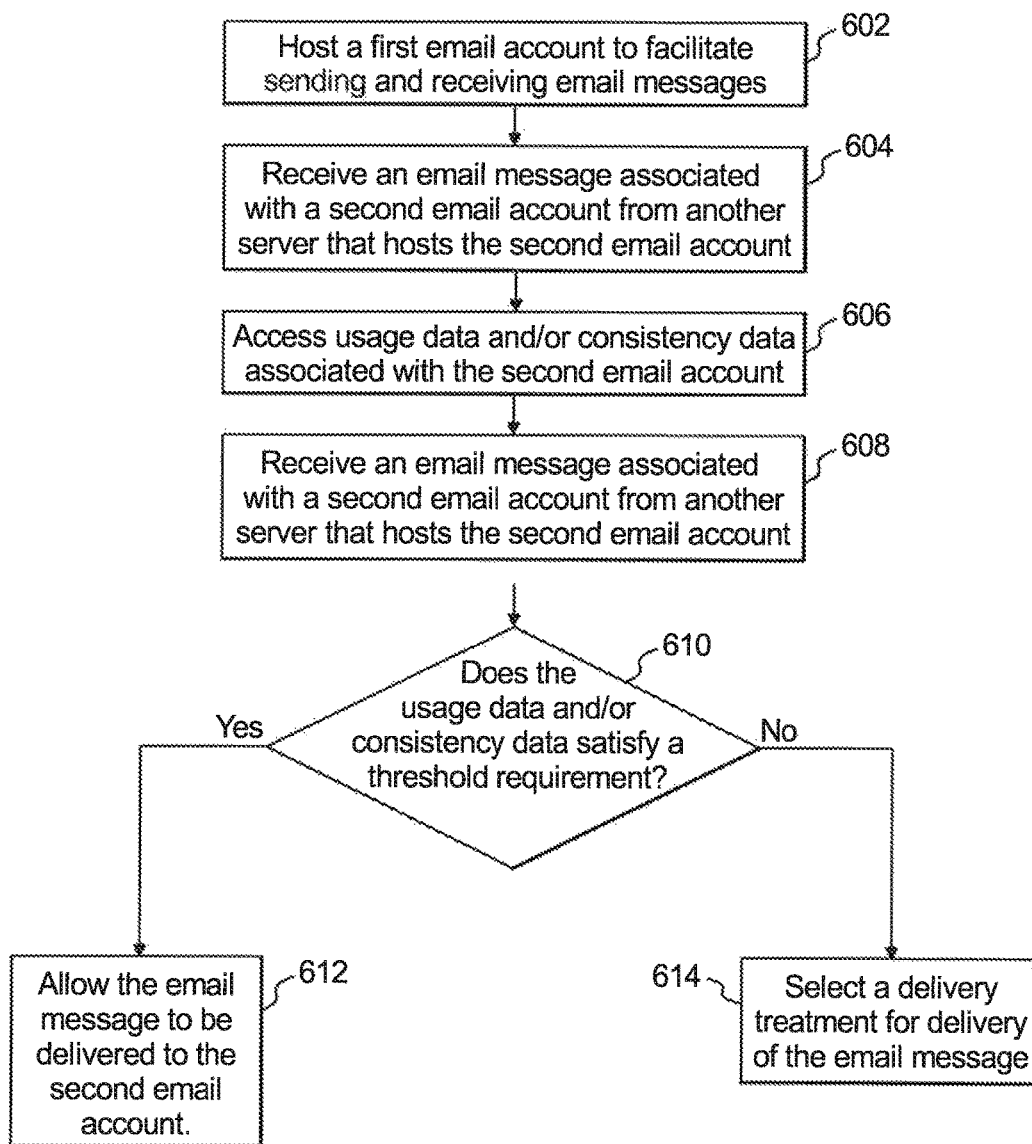 602
Host a first email account to facilitate
sending and receiving email messages
604
Receive an email message associated
with a second email account from another
server that hosts the second email account
606
Access usage data and/or consistency data
associated with the second email account
608
Receive an email message associated
with a second email account from another
server that hosts the second email account
610
Does the
usage data and/or
consistency data satisfy a
threshold requirement?
Yes
No
612
Allow the email
message to be
delivered to the
second email
account.
614
Select a delivery
treatment for delivery
of the email message